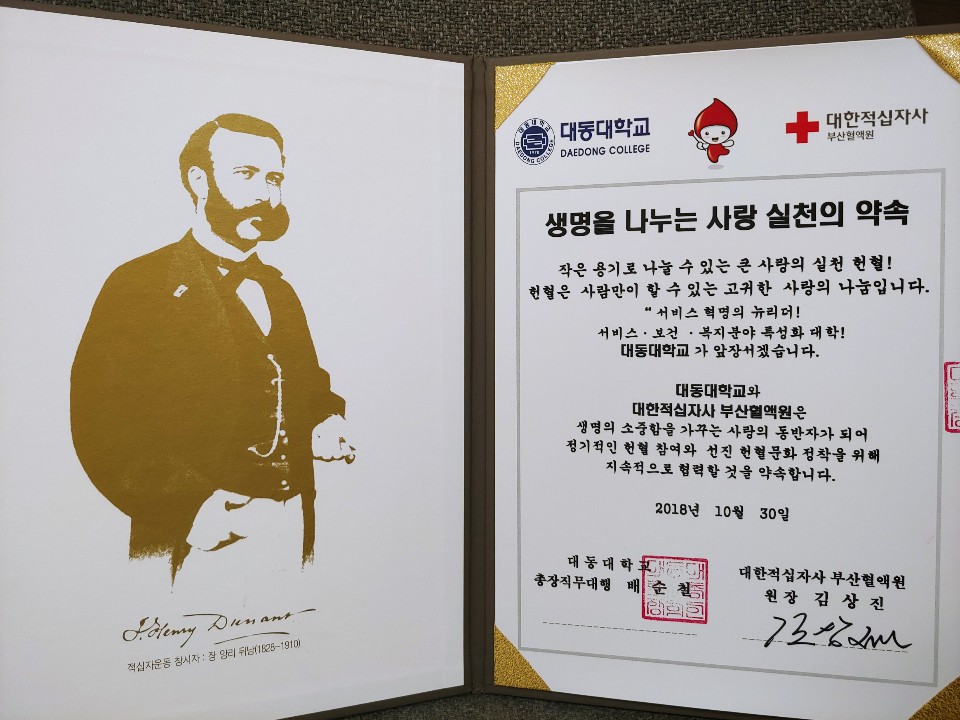 J. Henry Dunant
적십자운동 창시자 : 장 앙리 뒤낭(1828-1910)
대동대학교
DAEDONG COLLEGE
대동대학교
DAEDONG COLLEGE
대한적십자사
부산혈액원
생명을 나누는 사랑 실천의 약속
작은 용기로 나눌 수 있는 큰 사랑의 실천 헌혈!
헌혈은 사람만이 할 수 있는 고귀한 사랑의 나눔입니다.
“ 서비스 혁명의 뉴리더!
서비스 · 보건 · 복지분야 특성화 대학!
대동대학교 가 앞장서겠습니다.
대동대학교와
대한적십자사 부산혈액원은
생명의 소중함을 가꾸는 사랑의 동반자가 되어
정기적인 헌혈 참여와 선진 헌혈문화 정착을 위해
지속적으로 협력할 것을 약속합니다.
2018년 10월 30일
대동대학교
총장직무대행 배 순 철
대한적십자사 부산혈액원
원장 김 상 진